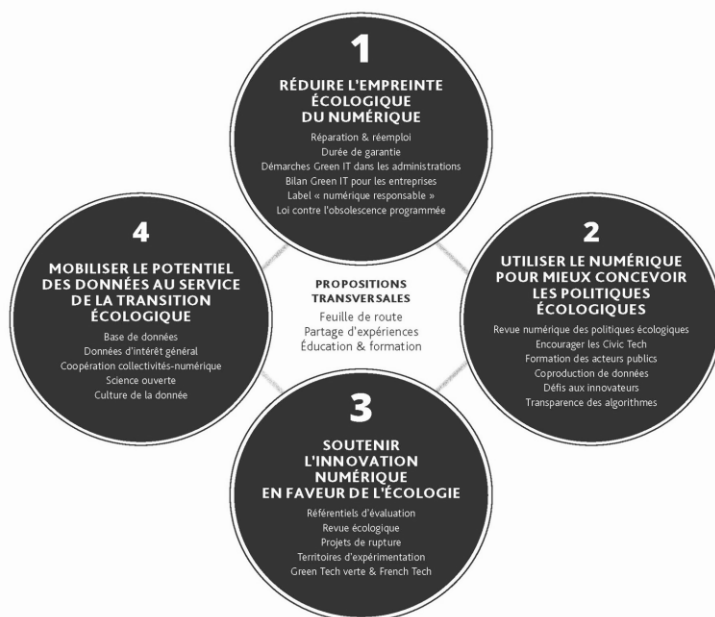 1
RÉDUIRE L'EMPREINTE
ÉCOLOGIQUE
DU NUMÉRIQUE
Réparation & réemploi
Durée de garantie
Démarches Green IT dans les administrations
Bilan Green IT pour les entreprises
Label « numérique responsable »
Loi contre l'obsolescence programmée
2
UTILISER LE NUMÉRIQUE
POUR MIEUX CONCEVOIR
LES POLITIQUES
ÉCOLOGIQUES
Revue numérique des politiques écologiques
Encourager les Civic Tech
Formation des acteurs publics
Coproduction de données
Défis aux innovateurs
Transparence des algorithmes
3
SOUTENIR
L'INNOVATION
NUMÉRIQUE
EN FAVEUR DE L'ÉCOLOGIE
Référentiels d'évaluation
Revue écologique
Projets de rupture
Territoires d'expérimentation
Green Tech verte & French Tech
4
MOBILISER LE POTENTIEL
DES DONNÉES AU SERVICE
DE LA TRANSITION
ÉCOLOGIQUE
Base de données
Données d'intérêt général
Coopération collectivités-numérique
Science ouverte
Culture de la donnée
PROPOSITIONS
TRANSVERSALES
Feuille de route
Partage d'expériences
Éducation & formation